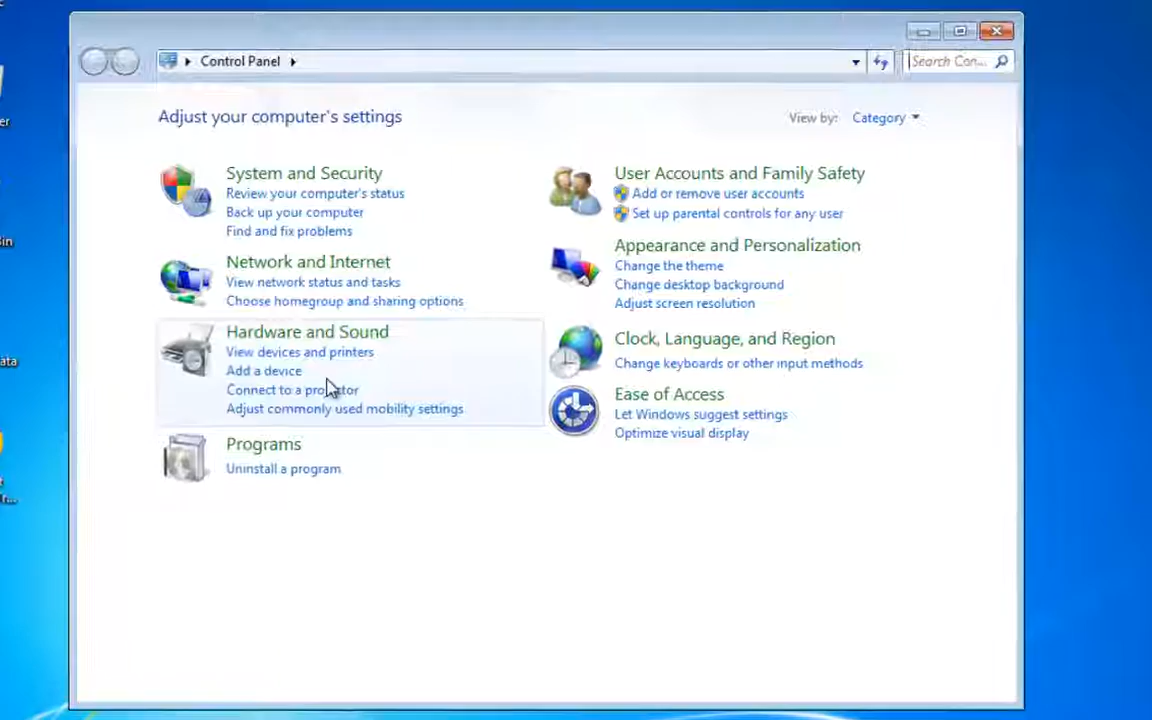 Control Panel
Search Con...
Adjust your computer's settings
View by: Category
System and Security
Review your computer's status
Back up your computer
Find and fix problems
Network and Internet
View network status and tasks
Choose homegroup and sharing options
Hardware and Sound
View devices and printers
Add a device
Connect to a projector
Adjust commonly used mobility settings
Programs
Uninstall a program
User Accounts and Family Safety
Add or remove user accounts
Set up parental controls for any user
Appearance and Personalization
Change the theme
Change desktop background
Adjust screen resolution
Clock, Language, and Region
Change keyboards or other input methods
Ease of Access
Let Windows suggest settings
Optimize visual display